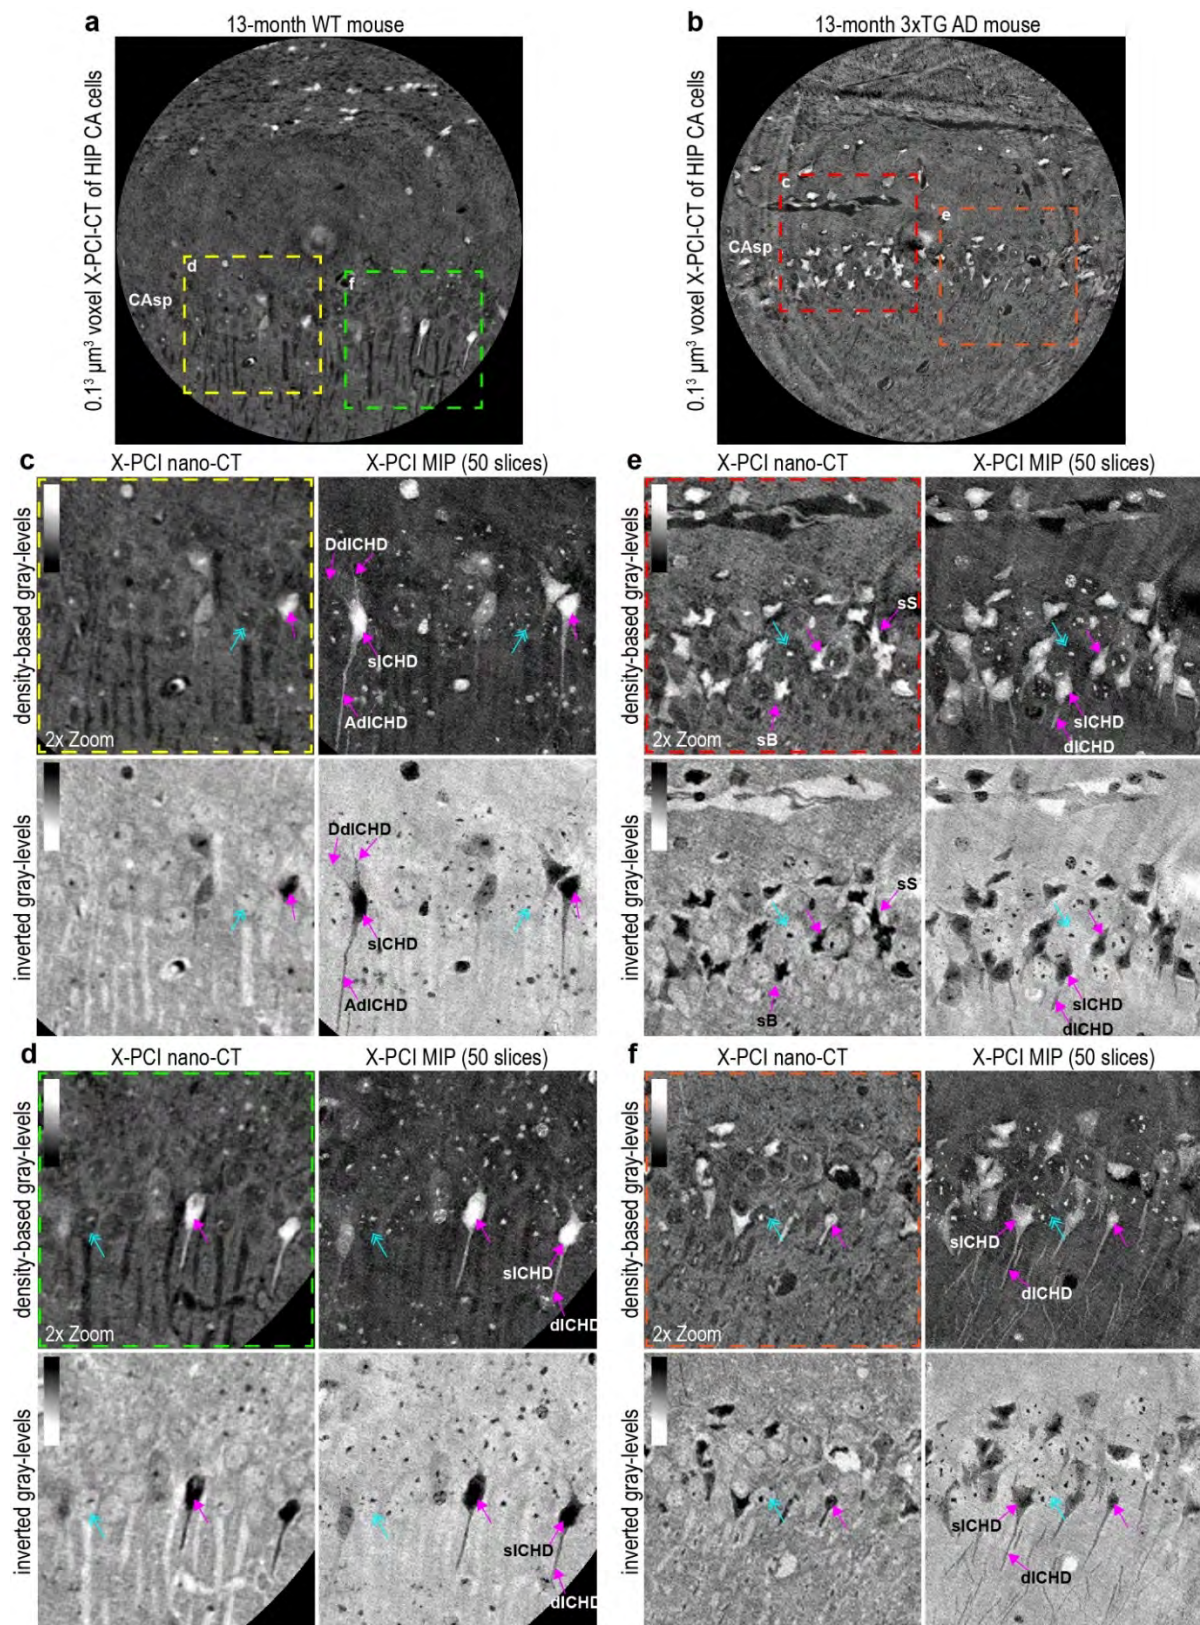 a
13-month WT mouse
0.1³ µm³ voxel X-PCI-CT of HIP CA cells
CAsp
d
f
b
13-month 3xTG AD mouse
0.1³ µm³ voxel X-PCI-CT of HIP CA cells
CAsp
c
e
c
X-PCI nano-CT
X-PCI MIP (50 slices)
density-based gray-levels
2x Zoom
DdICHD
sICHD
AdICHD
inverted gray-levels
DdICHD
sICHD
AdICHD
e
X-PCI nano-CT
X-PCI MIP (50 slices)
density-based gray-levels
sS
sB
2x Zoom
sICHD
dICHD
inverted gray-levels
sS
sB
sICHD
dICHD
d
X-PCI nano-CT
X-PCI MIP (50 slices)
density-based gray-levels
2x Zoom
sICHD
dICHD
inverted gray-levels
sICHD
dICHD
f
X-PCI nano-CT
X-PCI MIP (50 slices)
density-based gray-levels
2x Zoom
sICHD
dICHD
inverted gray-levels
sICHD
dICHD